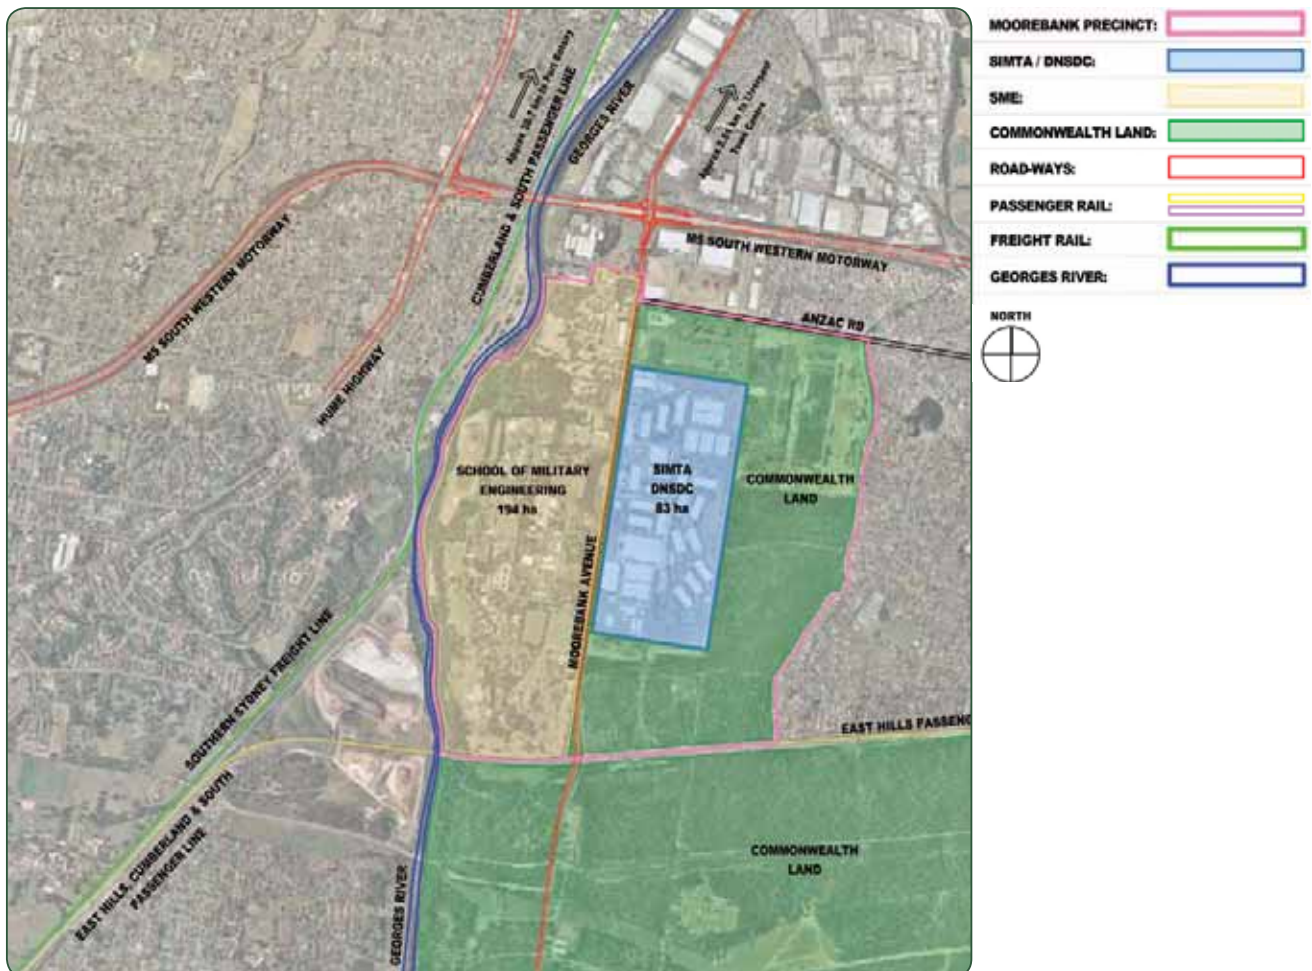 MOOREBANK PRECINCT:
SIMTA / DNSDC:
SME:
COMMONWEALTH LAND:
ROAD-WAYS:
PASSENGER RAIL:
FREIGHT RAIL:
GEORGES RIVER:
NORTH
CUMBERLAND & SOUTH PASSENGER LINE
GEORGES RIVER
Town Centre
M5 SOUTH WESTERN MOTORWAY
M5 SOUTH WESTERN MOTORWAY
HUME HIGHWAY
ANZAC RD
SCHOOL OF MILITARY
ENGINEERING
194 ha
SIMTA
DNSDC
83 ha
COMMONWEALTH
LAND
MOOREBANK AVENUE
SOUTHERN SYDNEY FREIGHT LINE
EAST HILLS PASSENG
EAST HILLS, CUMBERLAND & SOUTH
PASSENGER LINE
GEORGES RIVER
COMMONWEALTH
LAND